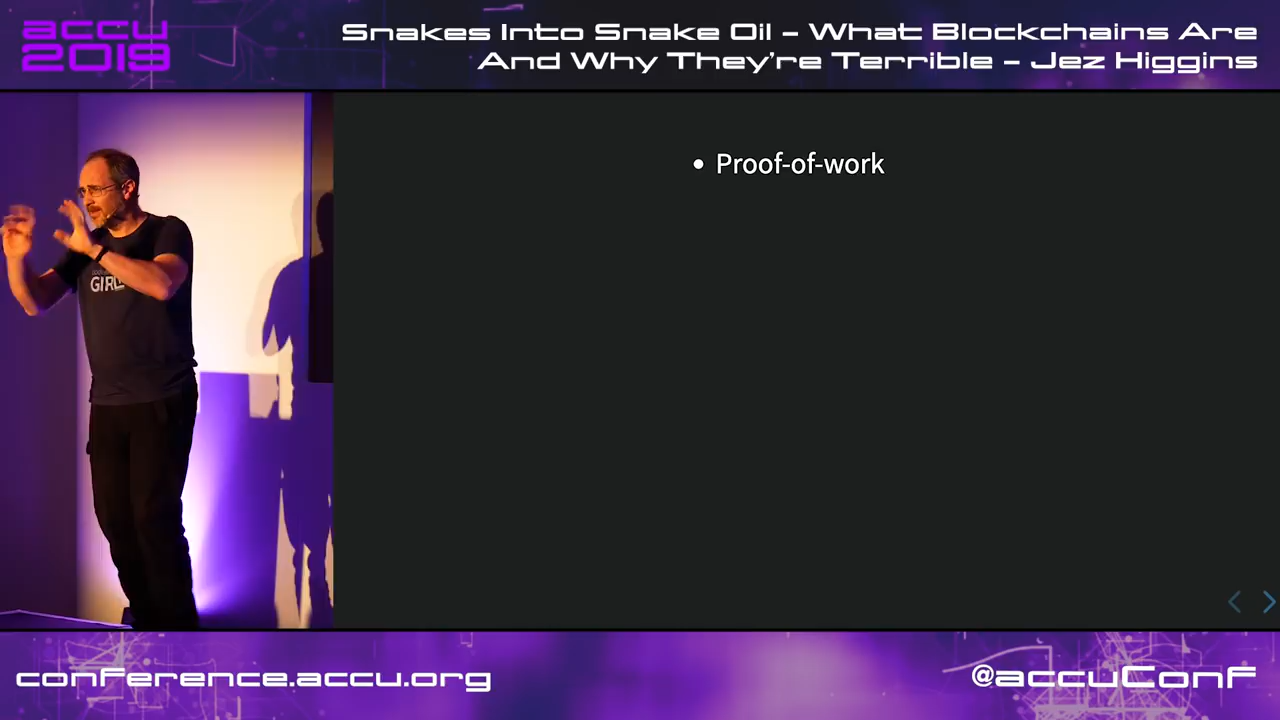 accu
2019
Snakes Into Snake Oil – What Blockchains Are
And Why They’re Terrible – Jez Higgins
• Proof-of-work
conference.accu.org
@accuConf